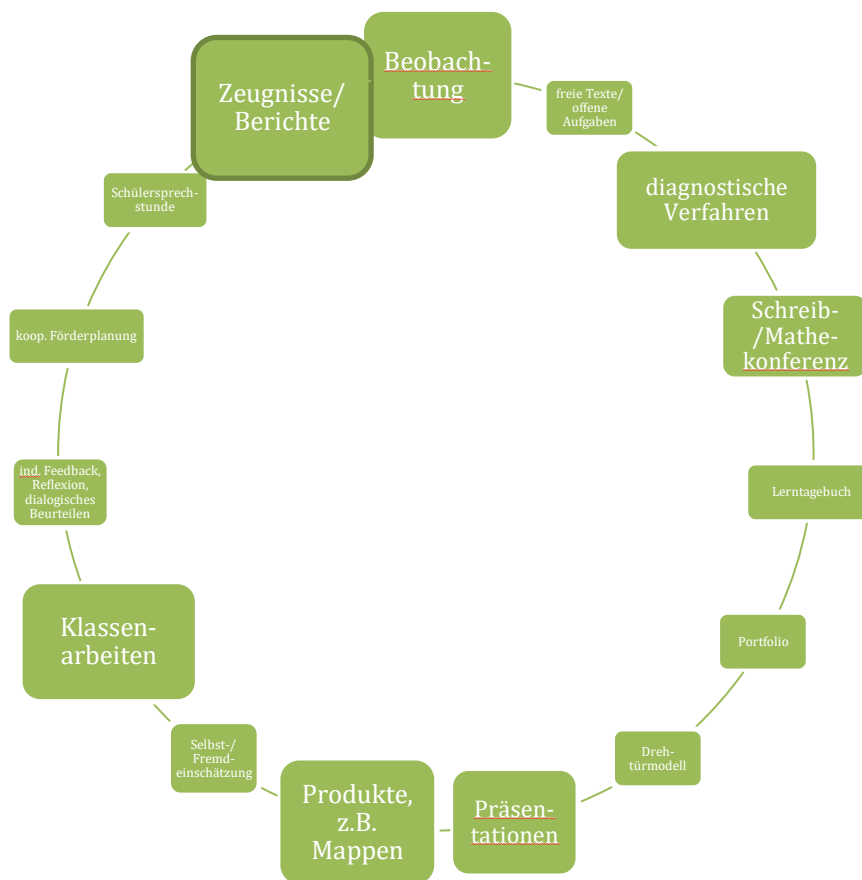 Beobach-
tung
freie Texte/
offene
Aufgaben
diagnostische
Verfahren
Schreib-
/Mathe-
konferenz
Lerntagebuch
Portfolio
Dreh-
türmodell
Präsen-
tationen
Produkte,
z.B.
Mappen
Selbst-/
Fremd-
einschätzung
Klassen-
arbeiten
ind. Feedback,
Reflexion,
dialogisches
Beurteilen
koop. Förderplanung
Schülersprech-
stunde
Zeugnisse/
Berichte